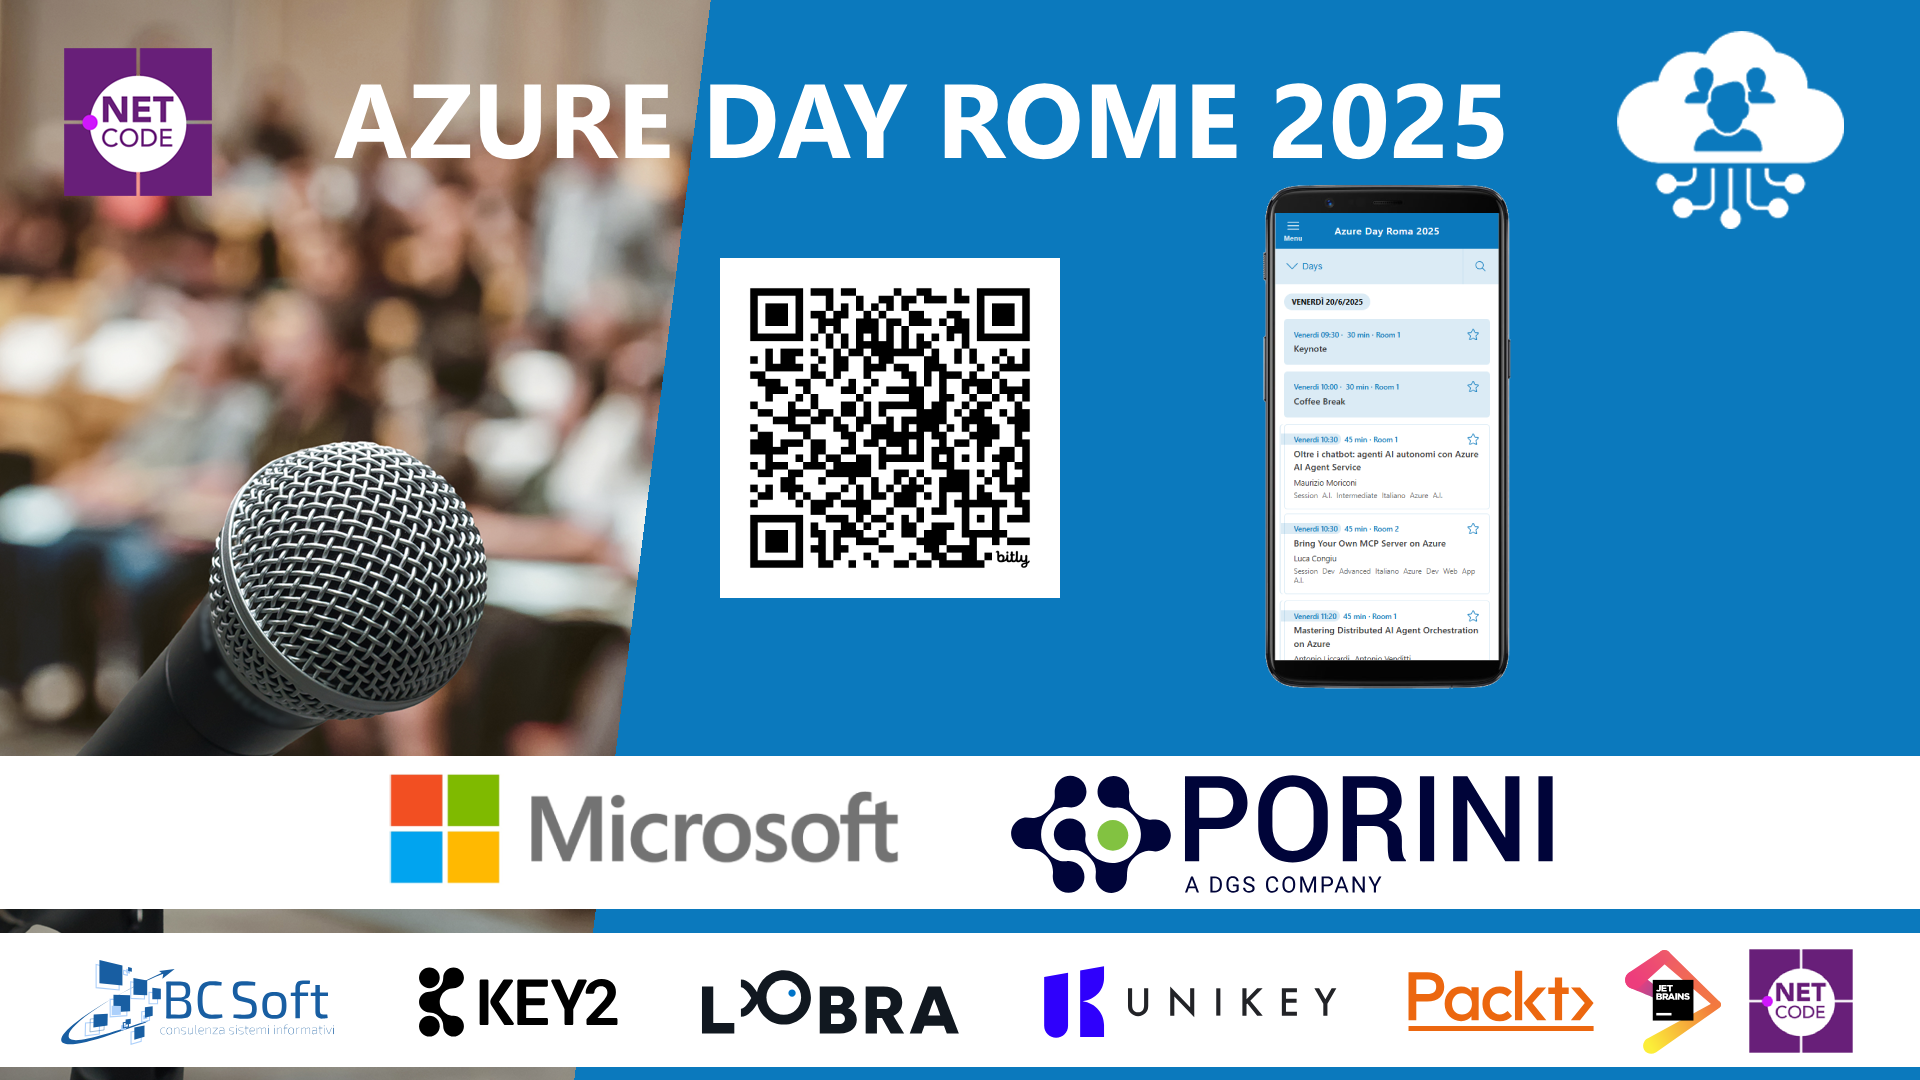 NET
CODE
AZURE DAY ROME 2025
bitly
Menu
Azure Day Roma 2025
Days
VENERDÌ 20/6/2025
Venerdì 09:30 · 30 min · Room 1
Keynote
Venerdì 10:00 · 30 min · Room 1
Coffee Break
Venerdì 10:30 45 min · Room 1
Oltre i chatbot: agenti AI autonomi con Azure
AI Agent Service
Maurizio Moriconi
Session A.I. Intermediate Italiano Azure A.I.
Venerdì 10:30 45 min · Room 2
Bring Your Own MCP Server on Azure
Luca Congiu
Session Dev Advanced Italiano Azure Dev Web App
A.I.
Venerdì 11:20 45 min · Room 1
Mastering Distributed AI Agent Orchestration
on Azure
Antonio Liccardi Antonio Venditti
Microsoft
PORINI
A DGS COMPANY
BC Soft
consulenza sistemi informativi
KEY2
LOBRA
UNIKEY
Packt
JET
BRAINS
NET
CODE